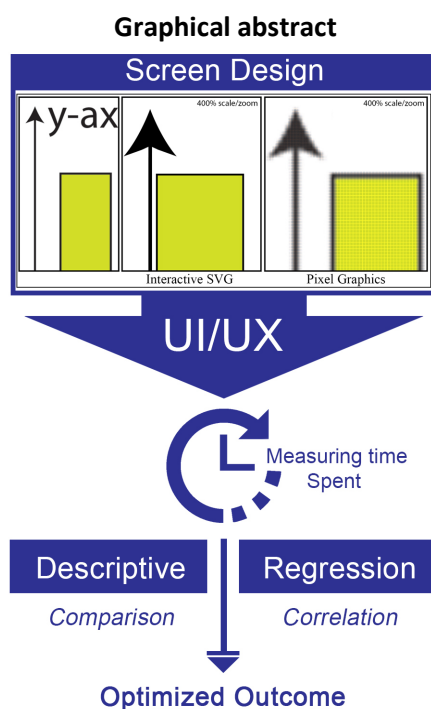 Graphical abstract
Screen Design
y-ax
400% scale/zoom
400% scale/zoom
Interactive SVG
Pixel Graphics
UI/UX
Measuring time
Spent
Descriptive
Regression
Comparison
Correlation
Optimized Outcome